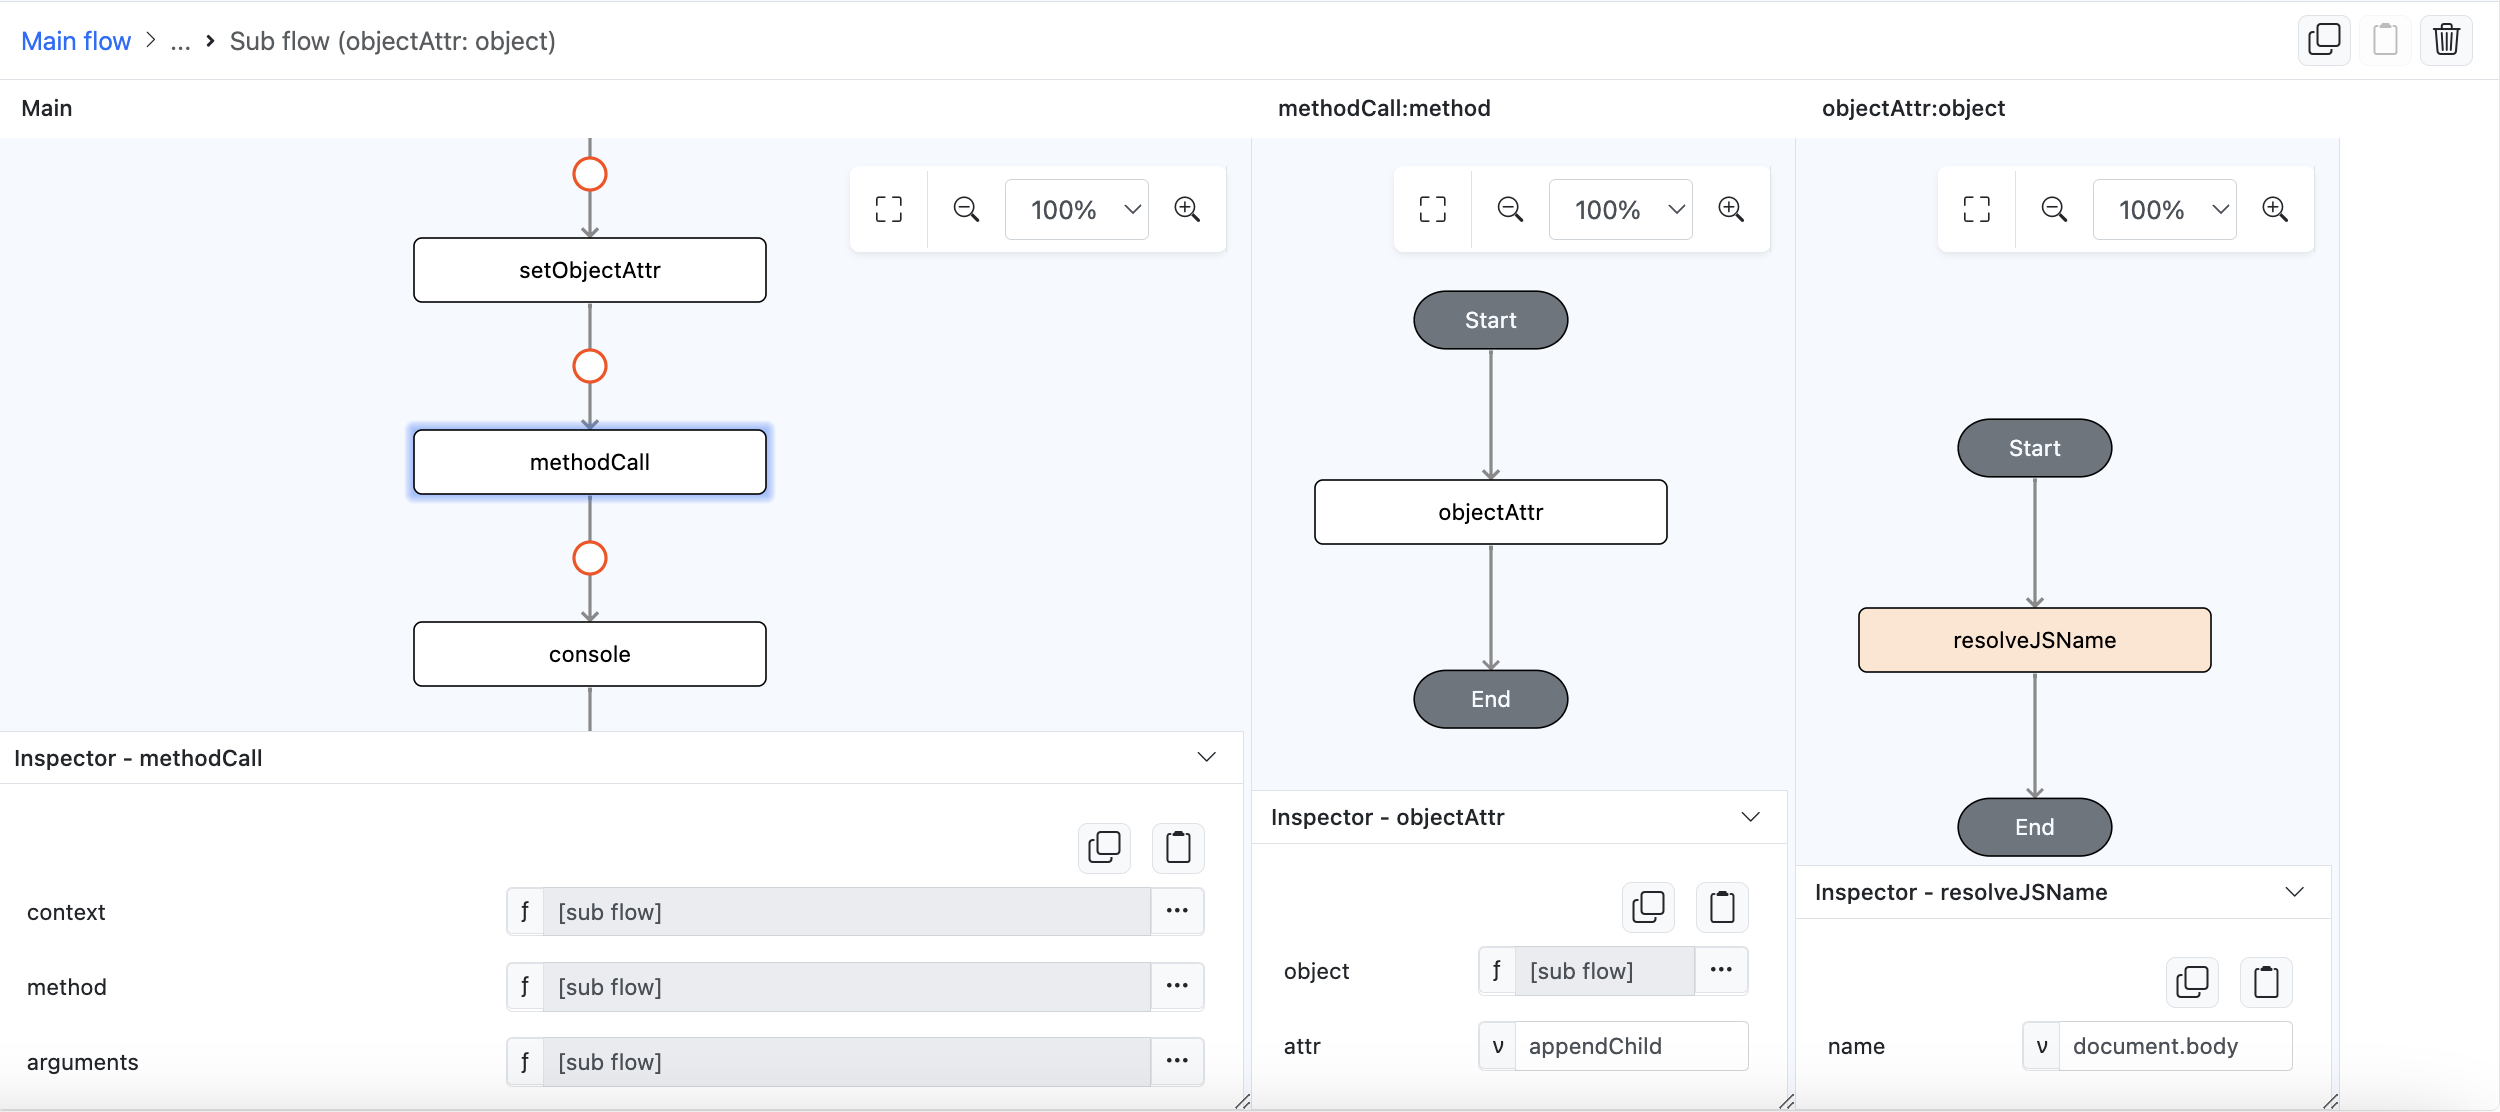 Main flow > ... > Sub flow (objectAttr: object)
Main
methodCall:method
objectAttr:object
100%
100%
100%
setObjectAttr
methodCall
console
Start
objectAttr
End
Start
resolveJSName
End
Inspector - methodCall
context
ƒ [sub flow] ...
method
ƒ [sub flow] ...
arguments
ƒ [sub flow] ...
Inspector - objectAttr
object
ƒ [sub flow] ...
attr
v appendChild
Inspector - resolveJSName
name
v document.body